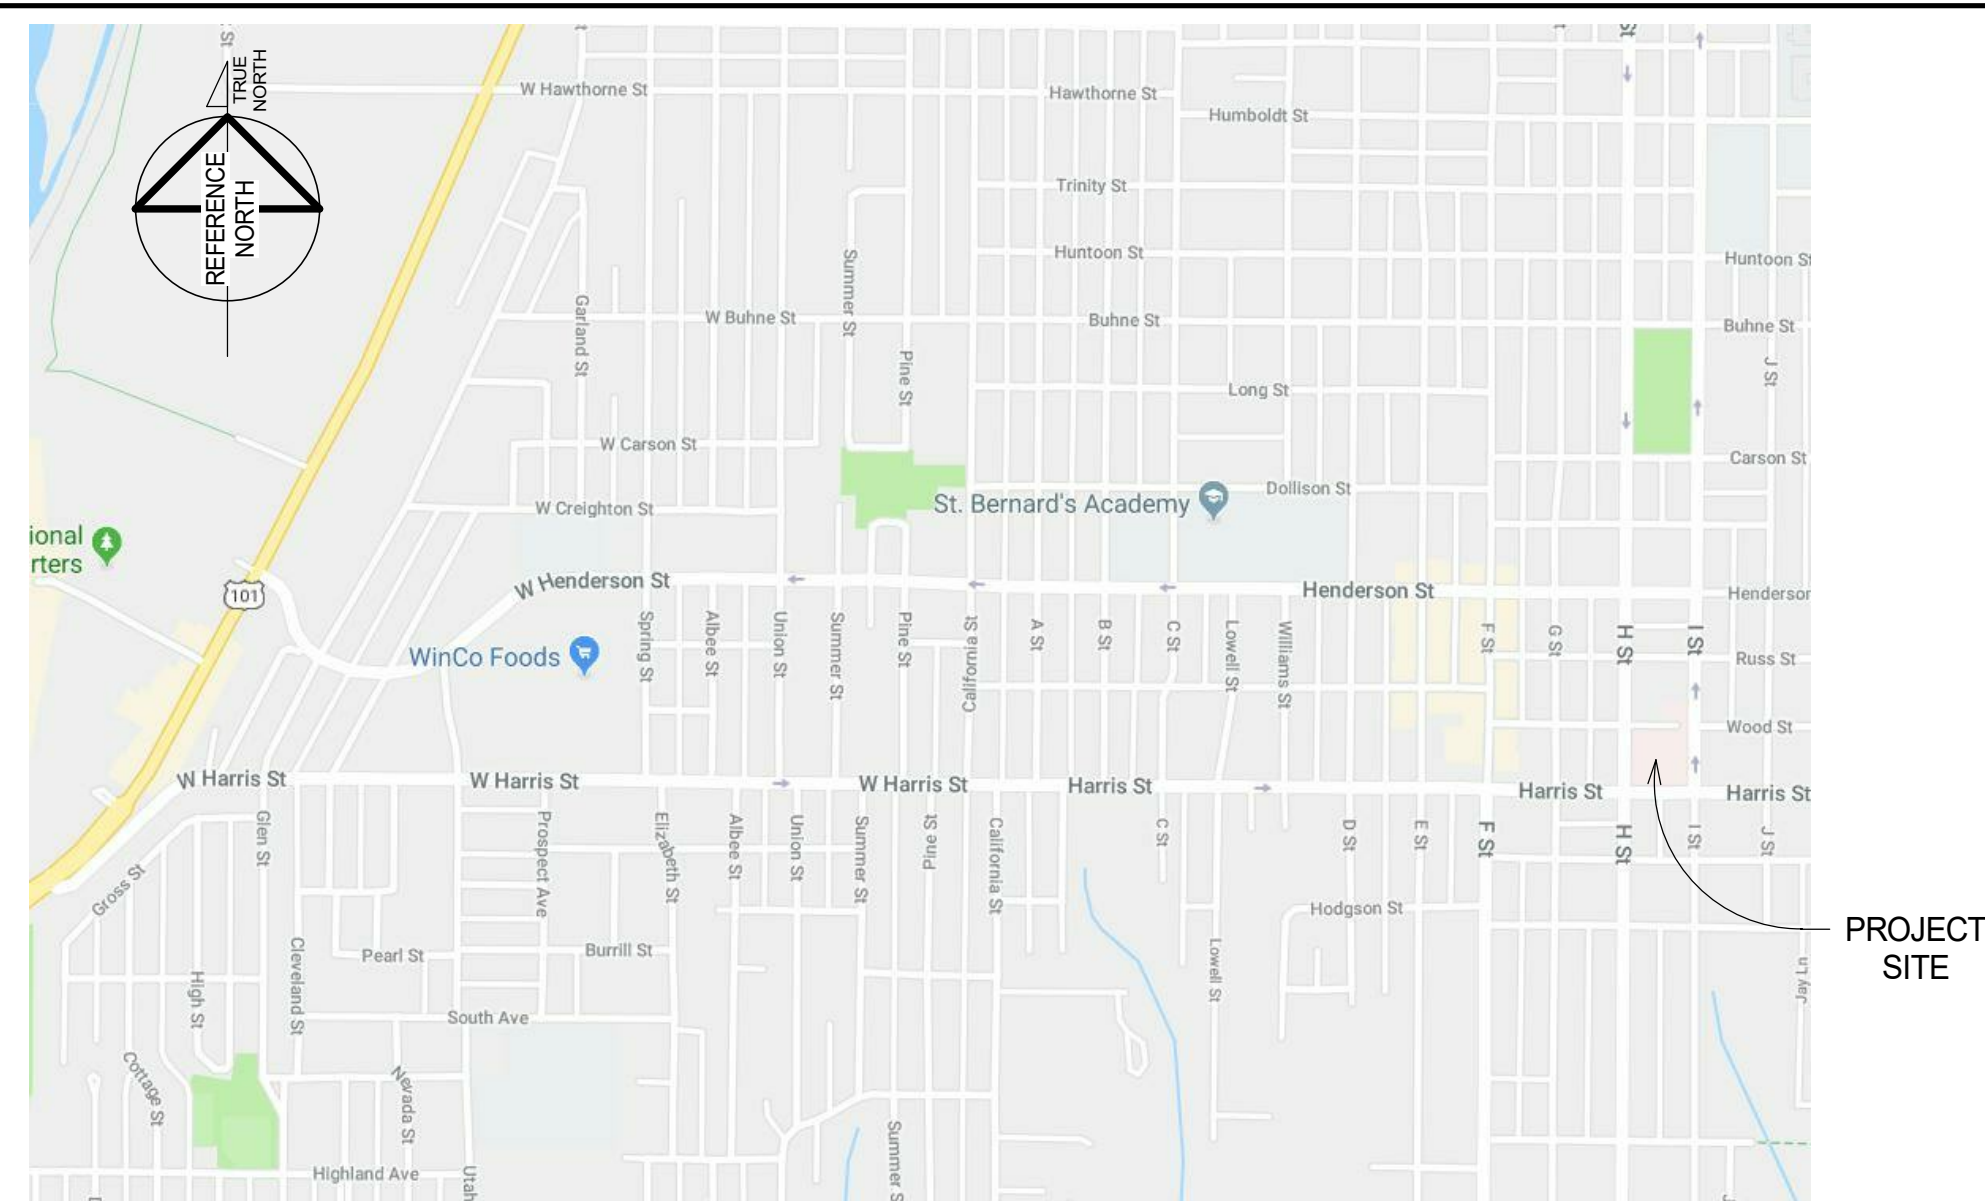 St
St
St
TRUE
NORTH
REFERENCE
NORTH
W Hawthorne St
Hawthorne St
Humboldt St
Trinity St
Huntoon St
Huntoon St
Summer St
Garland St
W Buhne St
Buhne St
Buhne St
Pine St
Long St
J St
W Carson St
Carson St
Dollison St
St. Bernard's Academy
W Creighton St
ional
rters
101
W Henderson St
Henderson St
Henderson
WinCo Foods
Spring St
Albee St
Union St
Summer St
Pine St
California St
A St
B St
C St
Lowell St
Williams St
F St
G St
H St
I St
Russ St
Wood St
W Harris St
W Harris St
W Harris St
Harris St
Harris St
Harris St
Glen St
Prospect Ave
Elizabeth St
Albee St
Union St
Summer St
Pine St
California St
C St
D St
E St
F St
H St
I St
J St
Gross St
Hodgson St
PROJECT
SITE
Pearl St
Burrill St
Cleveland St
High St
Lowell St
Jay Ln
South Ave
Cottage St
Nevada St
Summer S
Highland Ave
Utah